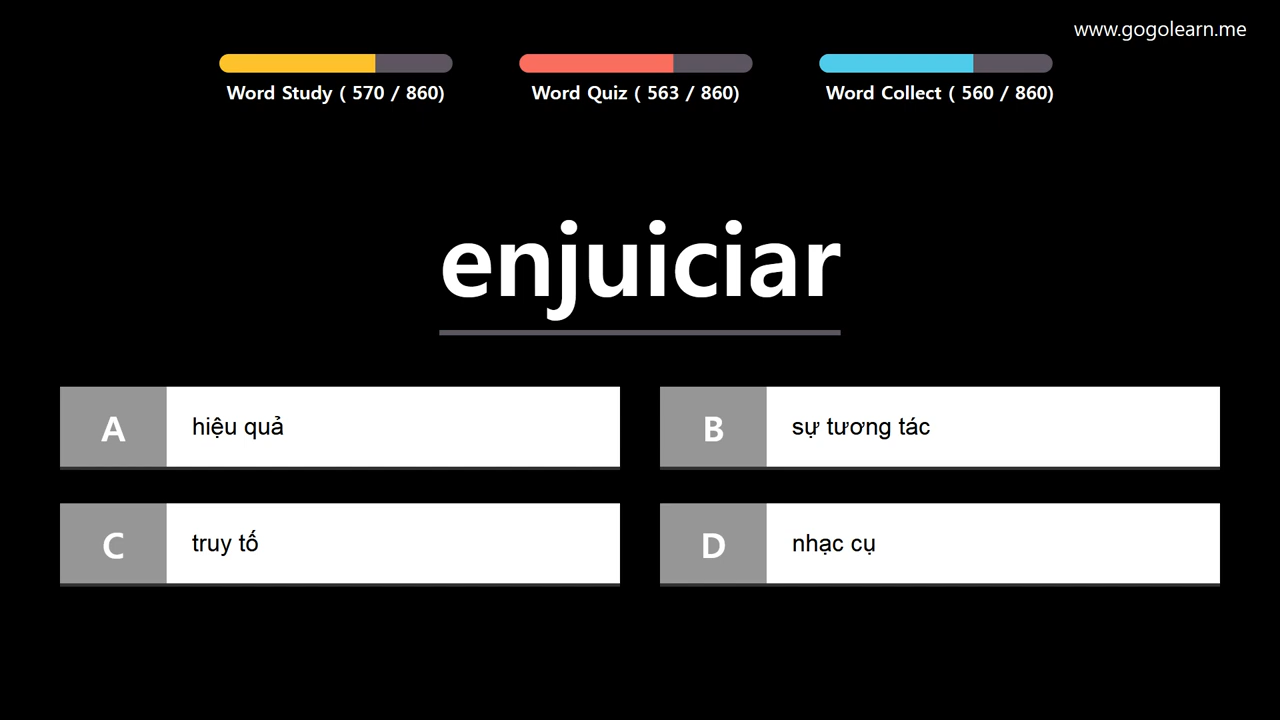 www.gogolearn.me
Word Study ( 570 / 860)
Word Quiz ( 563 / 860)
Word Collect ( 560 / 860)
enjuiciar
A hiệu quả
B sự tương tác
C truy tố
D nhạc cụ